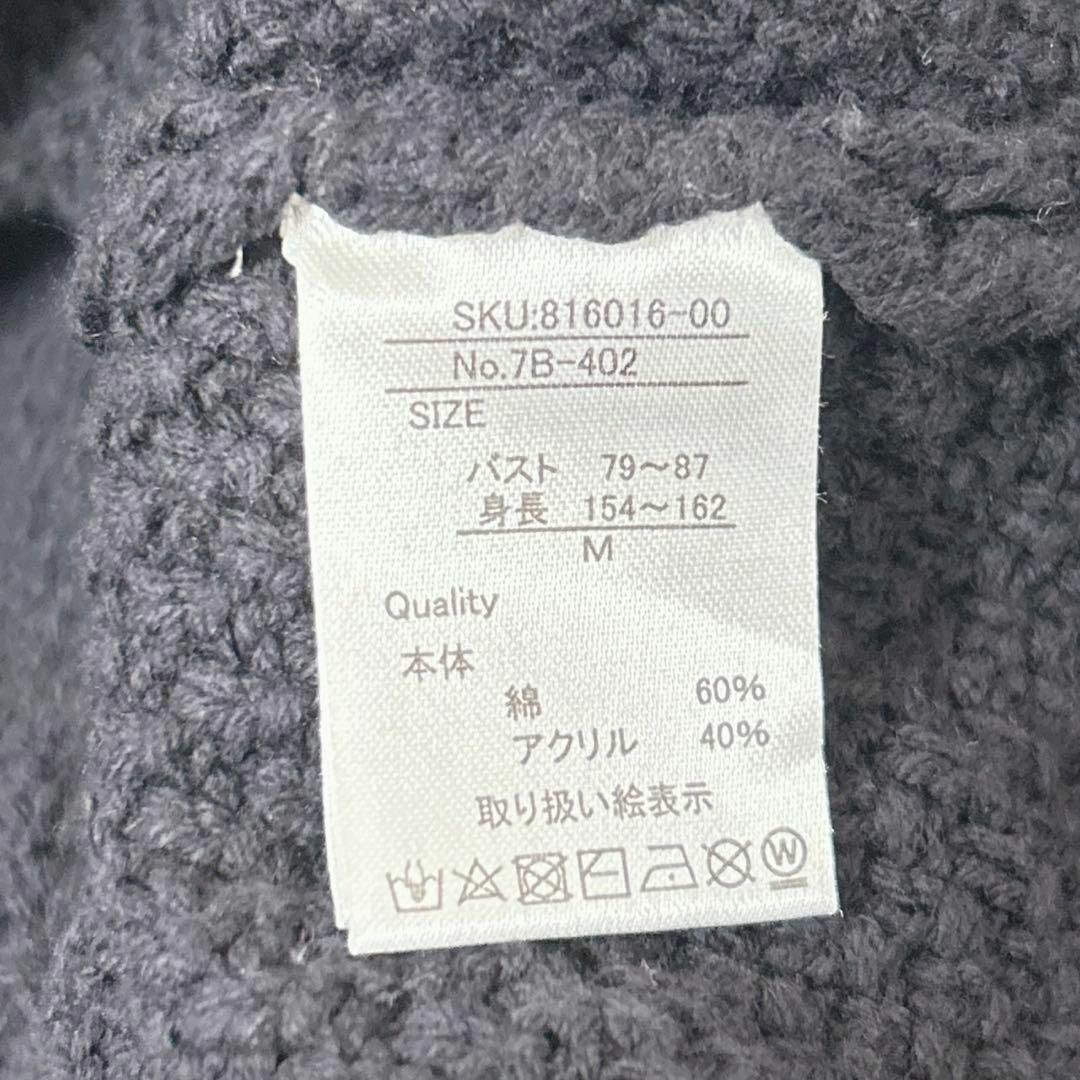 SKU:816016-00
No.7B-402
SIZE
バスト 79～87
身長 154～162
M
Quality
本体
綿 60%
アクリル 40%
取り扱い絵表示
W